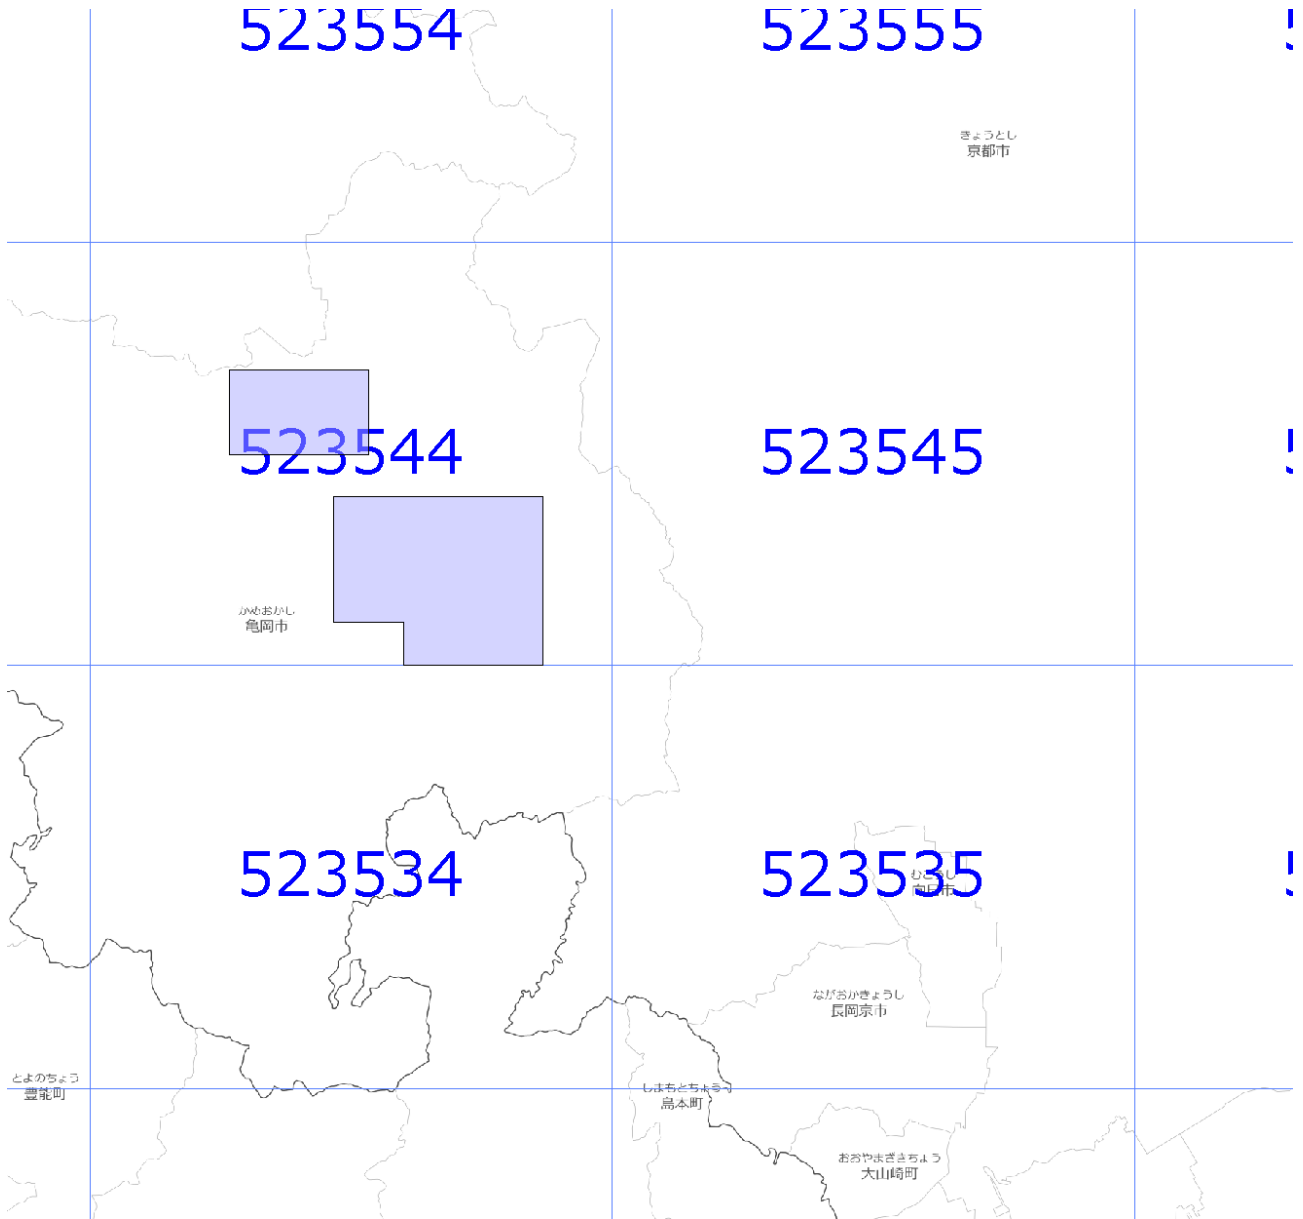 523554
523555
きょうとし
京都市
523544
523545
かめおかし
亀岡市
523534
523535
むこうし
向日市
ながおかきょうし
長岡京市
とよのちょう
豊能町
しまもとちょう
島本町
おおやまざきちょう
大山崎町